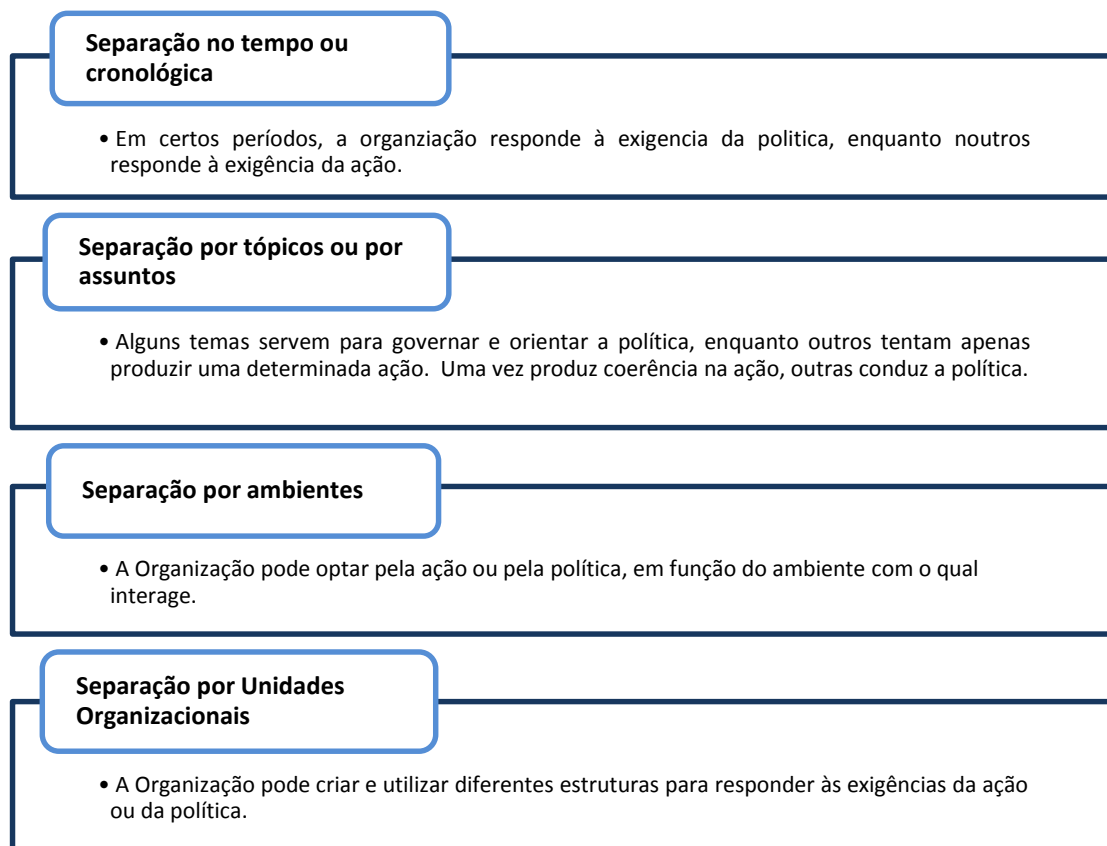 Separação no tempo ou
cronológica
• Em certos períodos, a organziação responde à exigencia da politica, enquanto noutros
responde à exigência da ação.
Separação por tópicos ou por
assuntos
• Alguns temas servem para governar e orientar a política, enquanto outros tentam apenas
produzir uma determinada ação. Uma vez produz coerência na ação, outras conduz a política.
Separação por ambientes
• A Organização pode optar pela ação ou pela política, em função do ambiente com o qual
interage.
Separação por Unidades
Organizacionais
• A Organização pode criar e utilizar diferentes estruturas para responder às exigências da ação
ou da política.